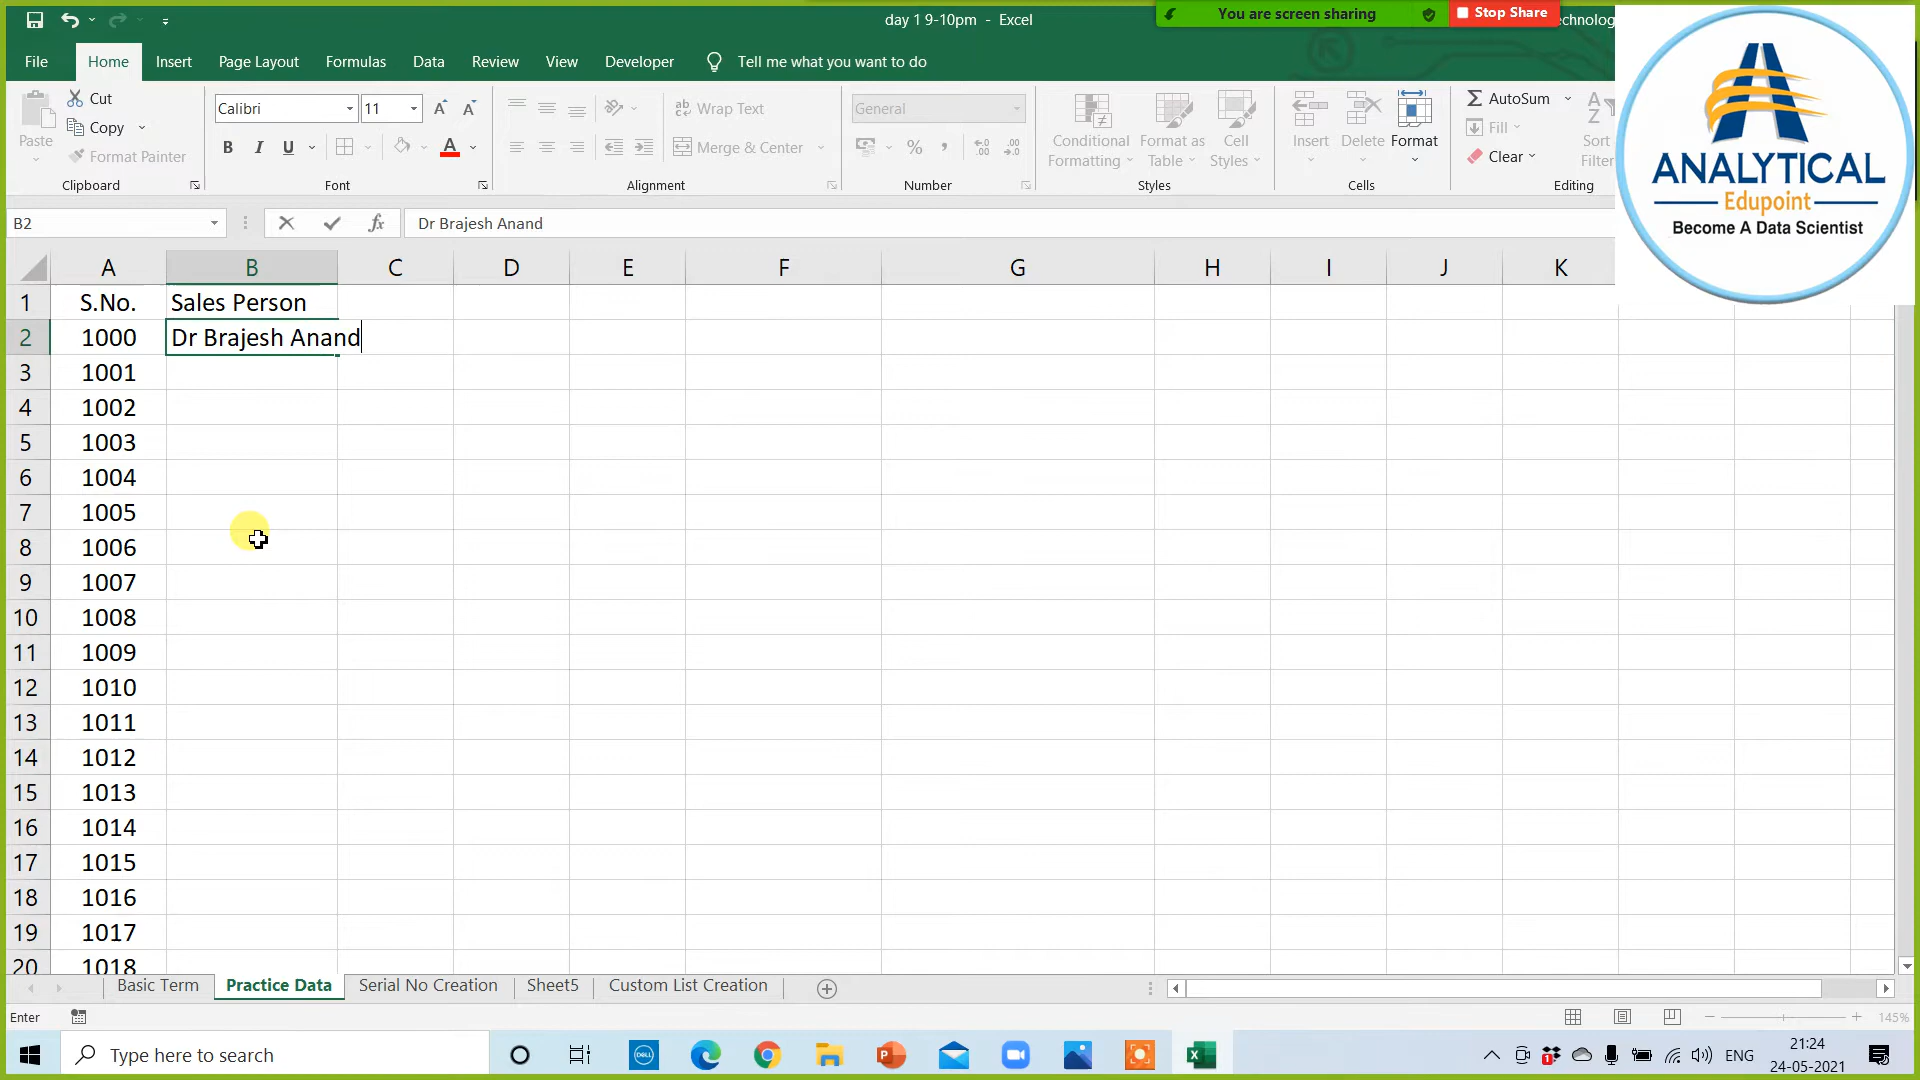 day 1 9-10pm - Excel
You are screen sharing
Stop Share
echnolog
File Home Insert Page Layout Formulas Data Review View Developer Tell me what you want to do
Paste
Cut
Copy
Format Painter
Clipboard
Calibri 11
B I U
Font
Wrap Text
Merge & Center
Alignment
General
Number
Conditional Formatting
Format as Table
Cell Styles
Styles
Insert Delete Format
Cells
AutoSum
Fill
Clear
Sort
Filter
Editing
ANALYTICAL
Edupoint
Become A Data Scientist
B2 fx Dr Brajesh Anand
A B C D E F G H I J K
1 S.No. Sales Person
2 1000 Dr Brajesh Anand
3 1001
4 1002
5 1003
6 1004
7 1005
8 1006
9 1007
10 1008
11 1009
12 1010
13 1011
14 1012
15 1013
16 1014
17 1015
18 1016
19 1017
20 1018
Basic Term Practice Data Serial No Creation Sheet5 Custom List Creation
Enter 145%
Type here to search
ENG
21:24
24-05-2021